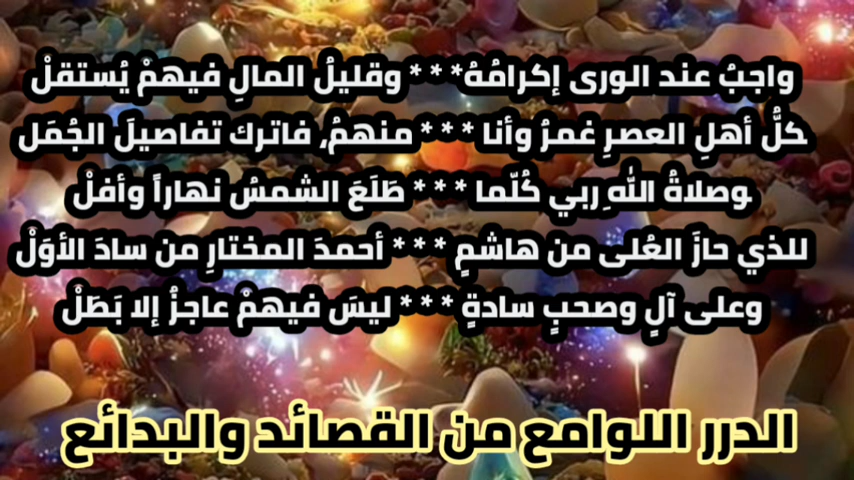 واجبُ عند الورى إكرامُهُ* * * وقليلُ المالِ فيهمْ يُستقلْ
كلُّ أهلِ العصرِ غمرُ وأنا * * * منهمُ, فاترك تفاصيلَ الجُمَل
وصلاةُ اللهِ ربي كُلّما * * * طَلَعَ الشمسُ نهاراً وأفلْ
للذي حازَ العُلى من هاشمٍ * * * أحمدَ المختارِ من سادَ الأوَلْ
وعلى آلٍ وصحبٍ سادةٍ * * * ليسَ فيهمْ عاجزُ إلا بَطَلْ
الدرر اللوامع من القصائد والبدائع